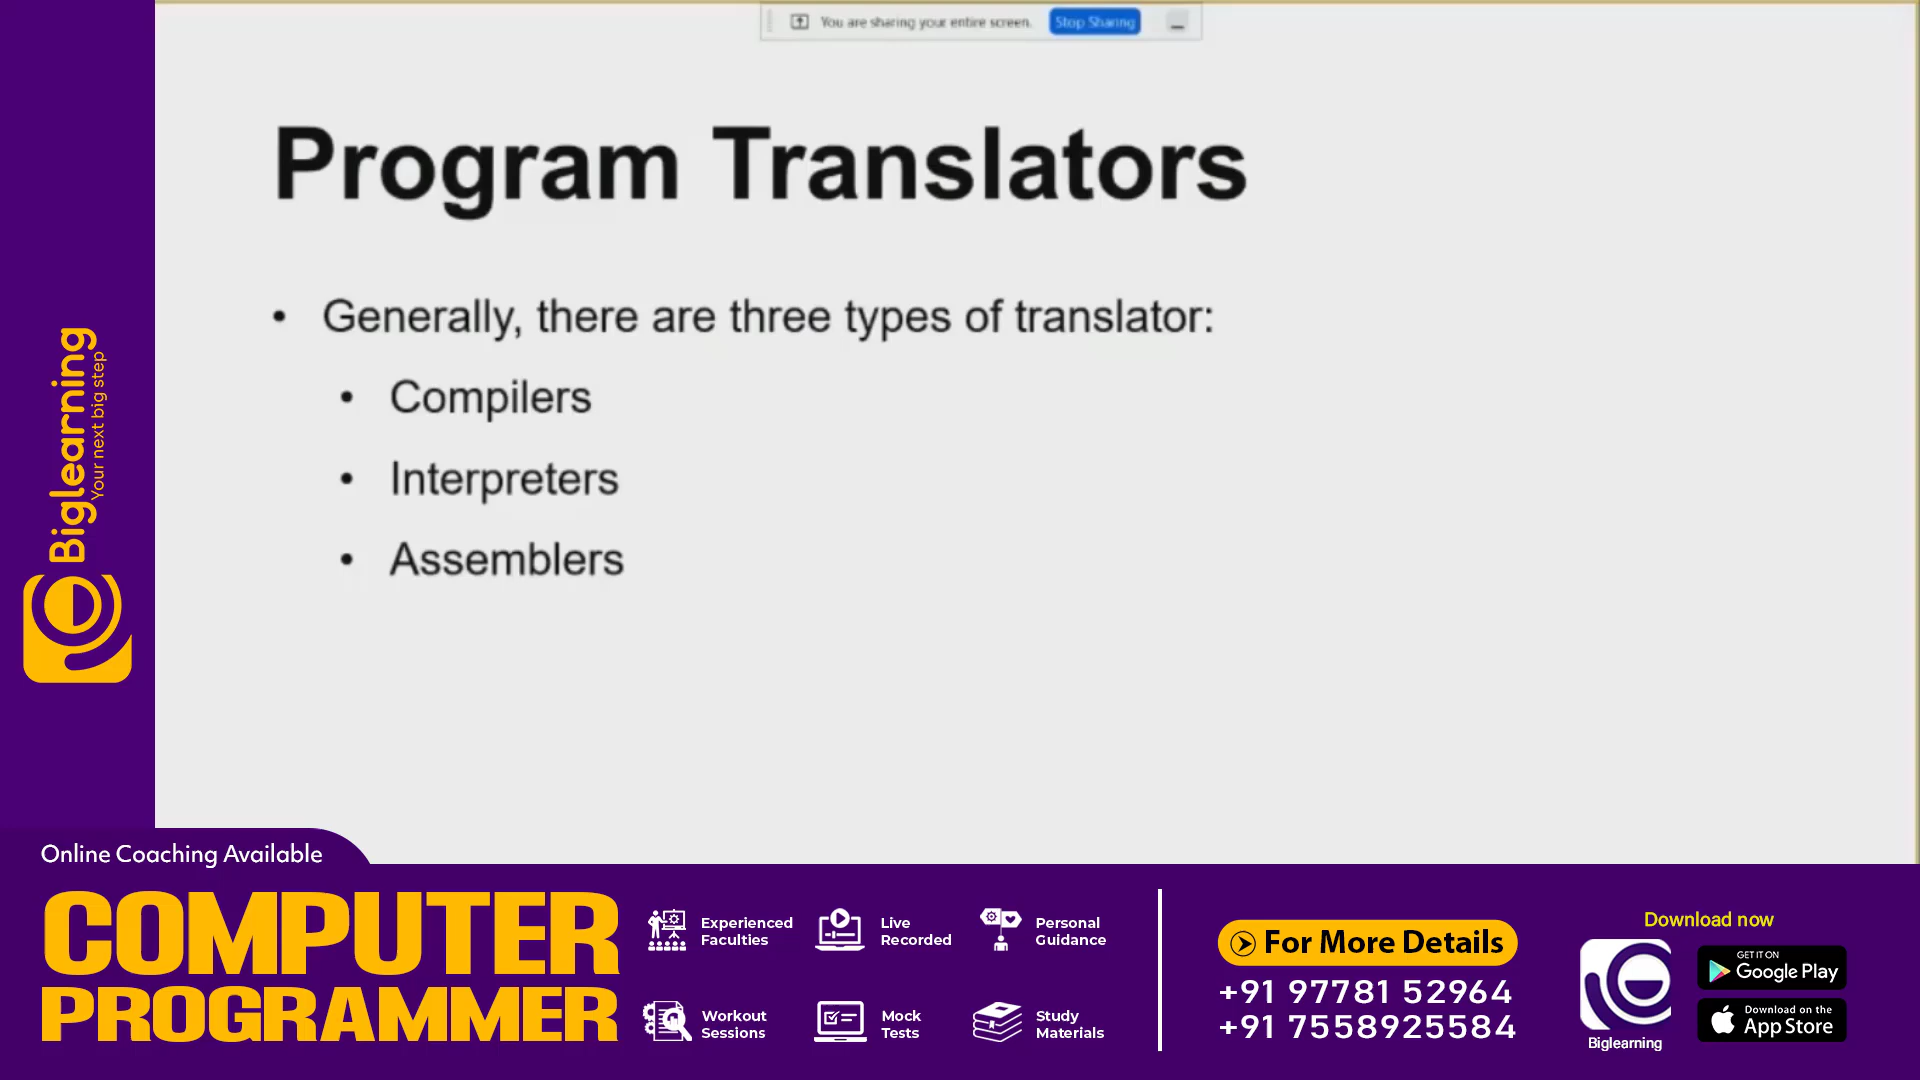 You are sharing your entire screen.
Stop Sharing
Program Translators
• Generally, there are three types of translator:
• Compilers
• Interpreters
• Assemblers
Biglearning
Your next big step
Online Coaching Available
COMPUTER
PROGRAMMER
Experienced
Faculties
Live
Recorded
Personal
Guidance
Workout
Sessions
Mock
Tests
Study
Materials
For More Details
+91 97781 52964
+91 7558925584
Download now
Biglearning
GET IT ON
Google Play
Download on the
App Store